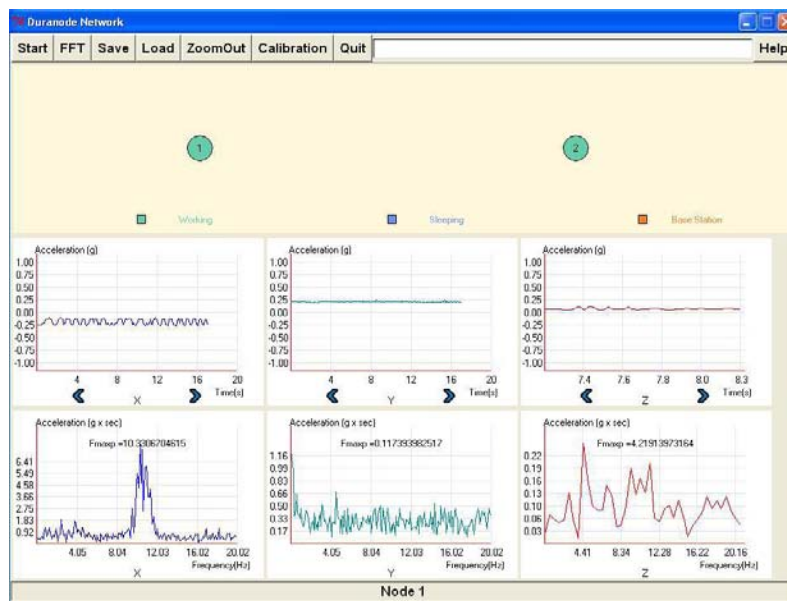 Duranode Network
Start FFT Save Load ZoomOut Calibration Quit Help
1 2
Working Sleeping Base Station
Acceleration (g)
1.00
0.75
0.50
0.25
0.00
-0.25
-0.50
-0.75
-1.00
4 8 12 16 20
Time(s)
X
Acceleration (g)
1.00
0.75
0.50
0.25
0.00
-0.25
-0.50
-0.75
-1.00
4 8 12 16 20
Time(s)
Y
Acceleration (g)
1.00
0.75
0.50
0.25
0.00
-0.25
-0.50
-0.75
-1.00
7.4 7.6 7.8 8.0 8.3
Time(s)
Z
Acceleration (g x sec)
Fmaxp =10.3306704615
6.41
5.49
4.58
3.66
2.75
1.83
0.92
4.05 8.04 12.03 16.02 20.02
Frequency(Hz)
X
Acceleration (g x sec)
Fmaxp =0.117393982517
1.16
0.99
0.83
0.66
0.50
0.33
0.17
4.05 8.04 12.03 16.02 20.02
Frequency(Hz)
Y
Acceleration (g x sec)
Fmaxp =4.21913973164
0.22
0.19
0.16
0.13
0.10
0.06
0.03
4.41 8.34 12.28 16.22 20.16
Frequency(Hz)
Z
Node 1